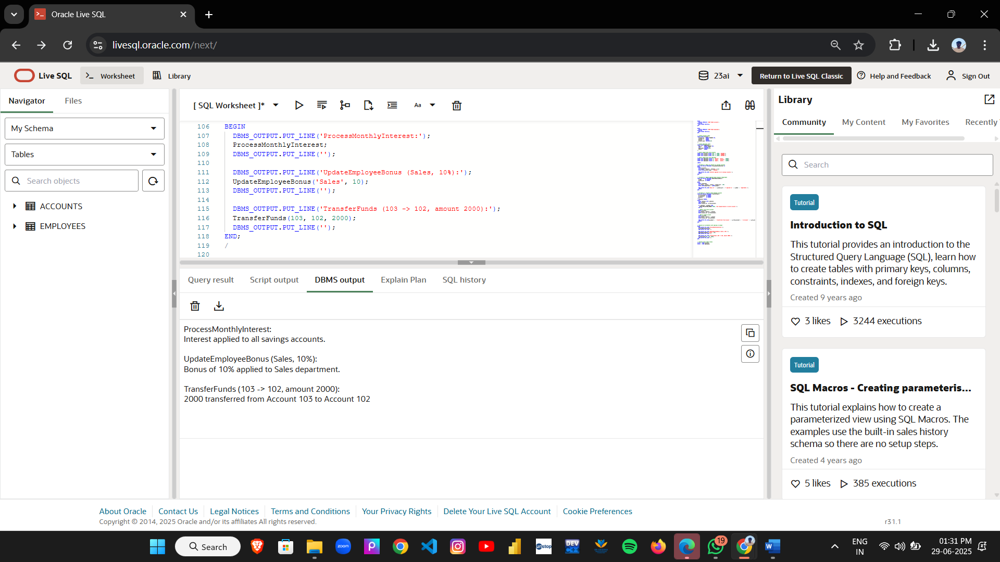 Oracle Live SQL
livesql.oracle.com/next/
Live SQL
Worksheet
Library
23ai
Return to Live SQL Classic
Help and Feedback
Sign Out
Navigator
Files
My Schema
Tables
Search objects
ACCOUNTS
EMPLOYEES
[ SQL Worksheet ]*
Aa
106 BEGIN
107 DBMS_OUTPUT.PUT_LINE('ProcessMonthlyInterest:');
108 ProcessMonthlyInterest;
109 DBMS_OUTPUT.PUT_LINE('');
110
111 DBMS_OUTPUT.PUT_LINE('UpdateEmployeeBonus (Sales, 10%):');
112 UpdateEmployeeBonus('Sales', 10);
113 DBMS_OUTPUT.PUT_LINE('');
114
115 DBMS_OUTPUT.PUT_LINE('TransferFunds (103 -> 102, amount 2000):');
116 TransferFunds(103, 102, 2000);
117 DBMS_OUTPUT.PUT_LINE('');
118 END;
119 /
120
Query result
Script output
DBMS output
Explain Plan
SQL history
ProcessMonthlyInterest:
Interest applied to all savings accounts.
UpdateEmployeeBonus (Sales, 10%):
Bonus of 10% applied to Sales department.
TransferFunds (103 -> 102, amount 2000):
2000 transferred from Account 103 to Account 102
Library
Community
My Content
My Favorites
Recently
Search
Tutorial
Introduction to SQL
This tutorial provides an introduction to the
Structured Query Language (SQL), learn how
to create tables with primary keys, columns,
constraints, indexes, and foreign keys.
Created 9 years ago
3 likes
3244 executions
Tutorial
SQL Macros - Creating parameteris...
This tutorial explains how to create a
parameterized view using SQL Macros. The
examples use the built-in sales history
schema so there are no setup steps.
Created 4 years ago
5 likes
385 executions
About Oracle
Contact Us
Legal Notices
Terms and Conditions
Your Privacy Rights
Delete Your Live SQL Account
Cookie Preferences
Copyright © 2014, 2025 Oracle and/or its affiliates All rights reserved.
r31.1
Search
zoom
unstop
DEV
19
ENG
IN
01:31 PM
29-06-2025